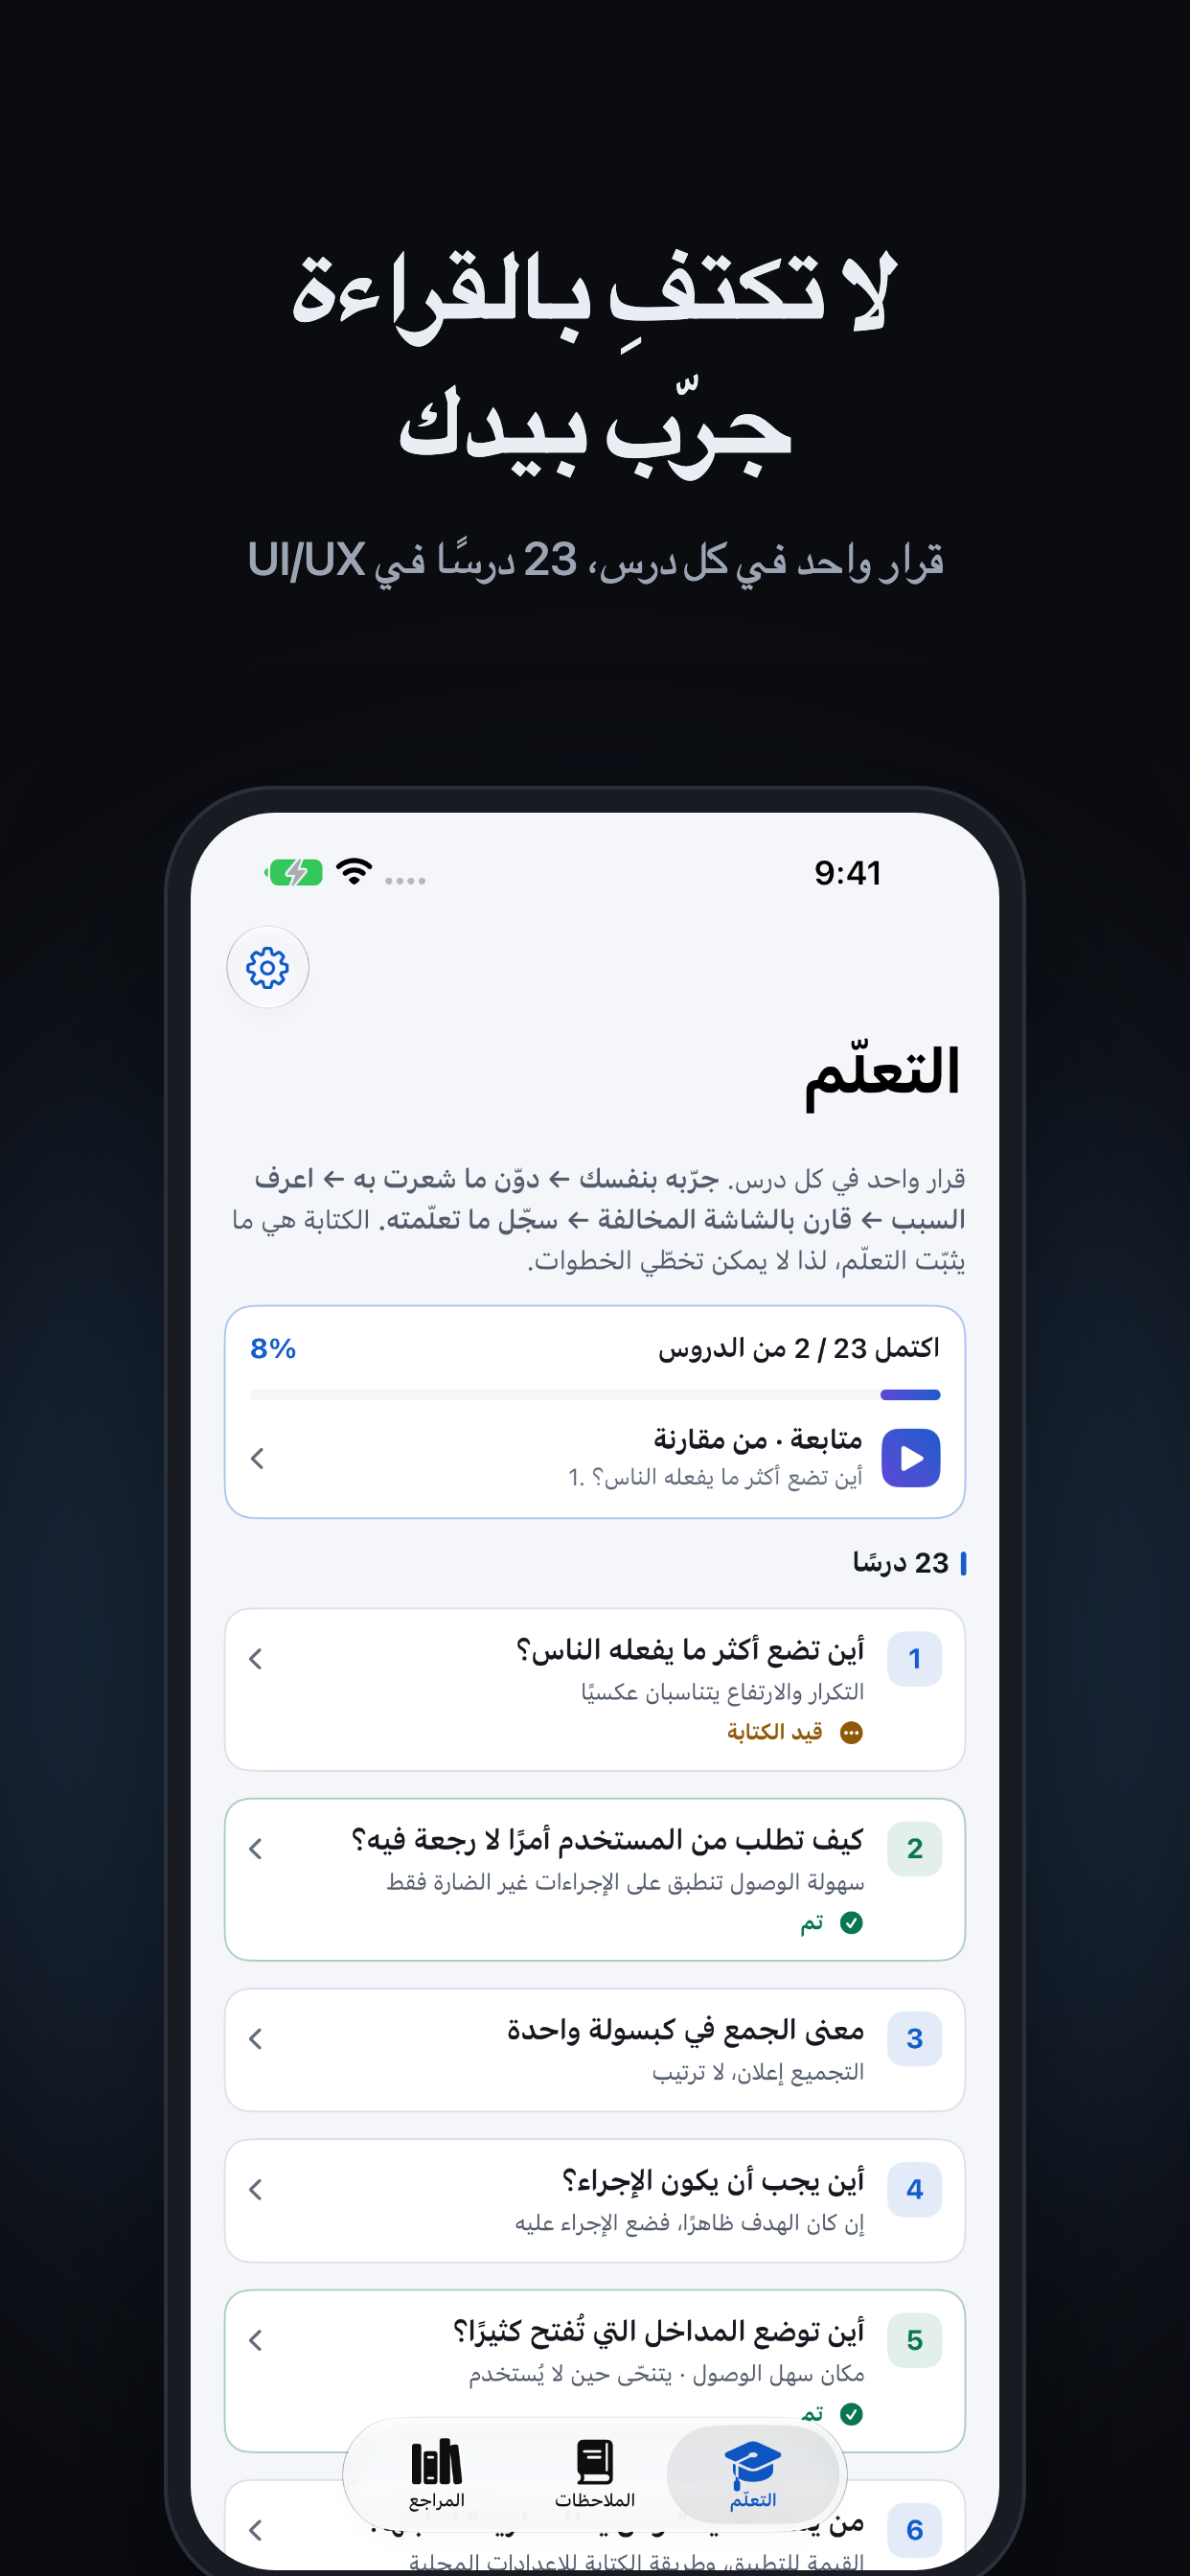 لا تكتفِ بالقراءة
جرّب بيدك
قرار واحد في كل درس، 23 درسًا في UI/UX
9:41
التعلّم
قرار واحد في كل درس. جرّبه بنفسك ← دوّن ما شعرت به ← اعرف
السبب ← قارن بالشاشة المخالفة ← سجّل ما تعلّمته. الكتابة هي ما
يثبّت التعلّم، لذا لا يمكن تخطّي الخطوات.
اكتمل 23 / 2 من الدروس
8%
متابعة · من مقارنة
أين تضع أكثر ما يفعله الناس؟ .1
23 درسًا
1
أين تضع أكثر ما يفعله الناس؟
التكرار والارتفاع يتناسبان عكسيًا
قيد الكتابة
2
كيف تطلب من المستخدم أمرًا لا رجعة فيه؟
سهولة الوصول تنطبق على الإجراءات غير الضارة فقط
تم
3
معنى الجمع في كبسولة واحدة
التجميع إعلان، لا ترتيب
4
أين يجب أن يكون الإجراء؟
إن كان الهدف ظاهرًا، فضع الإجراء عليه
5
أين توضع المداخل التي تُفتح كثيرًا؟
مكان سهل الوصول · يتنحّى حين لا يُستخدم
تم
6
من
القيمة للتطبيق، وطريقة الكتابة للإعدادات المحلية
التعلّم
الملاحظات
المراجع